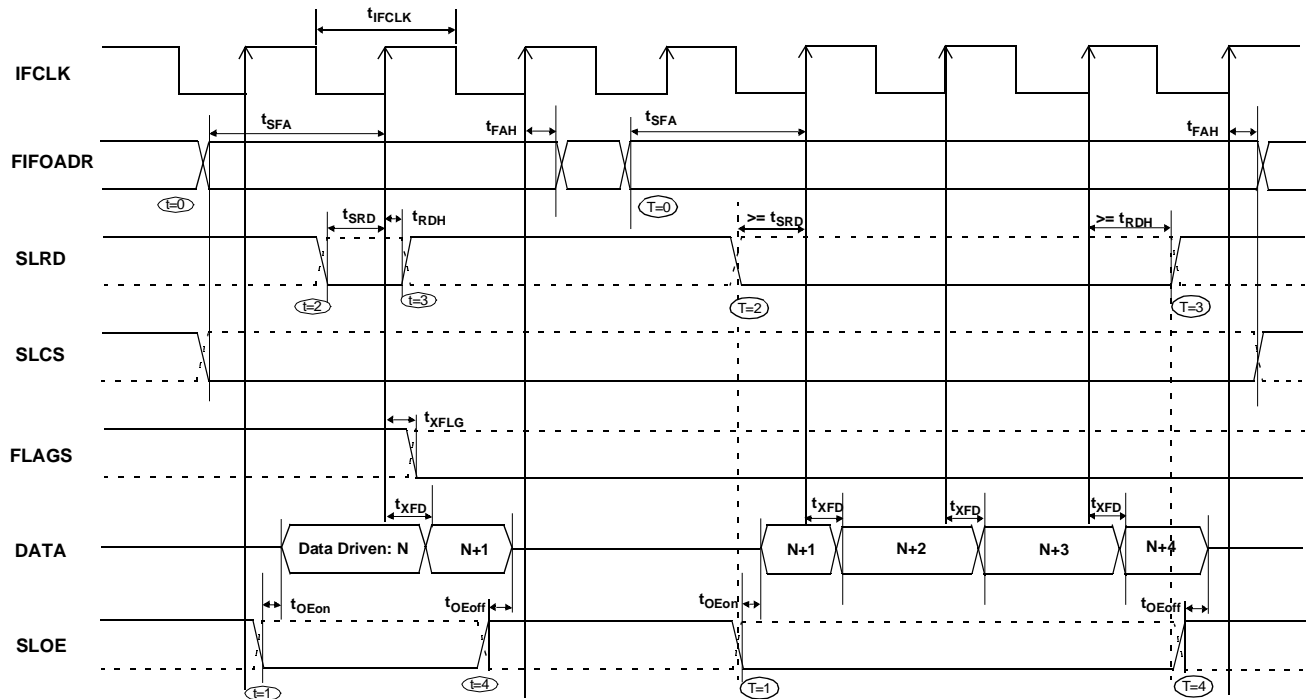 tIFCLK
IFCLK
tSFA
tFAH
tSFA
tFAH
FIFOADR
t=0
T=0
tSRD
tRDH
>= tSRD
>= tRDH
SLRD
t=2
t=3
T=2
T=3
SLCS
tXFLG
FLAGS
tXFD
tXFD
tXFD
tXFD
DATA
Data Driven: N
N+1
N+1
N+2
N+3
N+4
tOEon
tOEoff
tOEon
tOEoff
SLOE
t=1
t=4
T=1
T=4